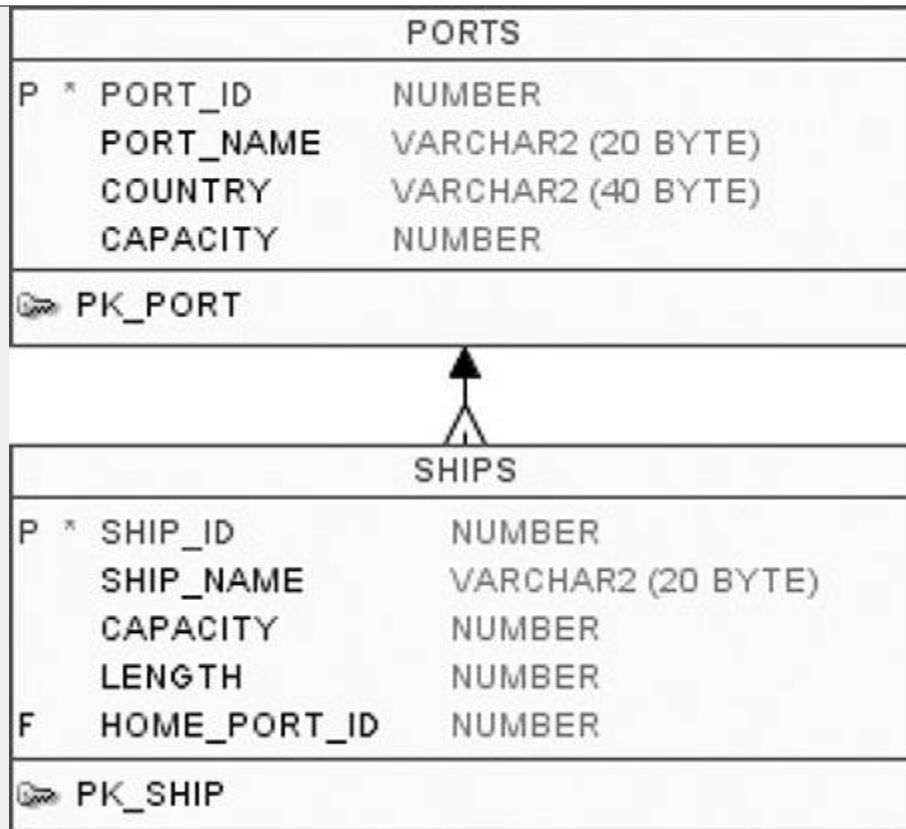 PORTS
P * PORT_ID NUMBER
PORT_NAME VARCHAR2 (20 BYTE)
COUNTRY VARCHAR2 (40 BYTE)
CAPACITY NUMBER
PK_PORT
SHIPS
P * SHIP_ID NUMBER
SHIP_NAME VARCHAR2 (20 BYTE)
CAPACITY NUMBER
LENGTH NUMBER
F HOME_PORT_ID NUMBER
PK_SHIP